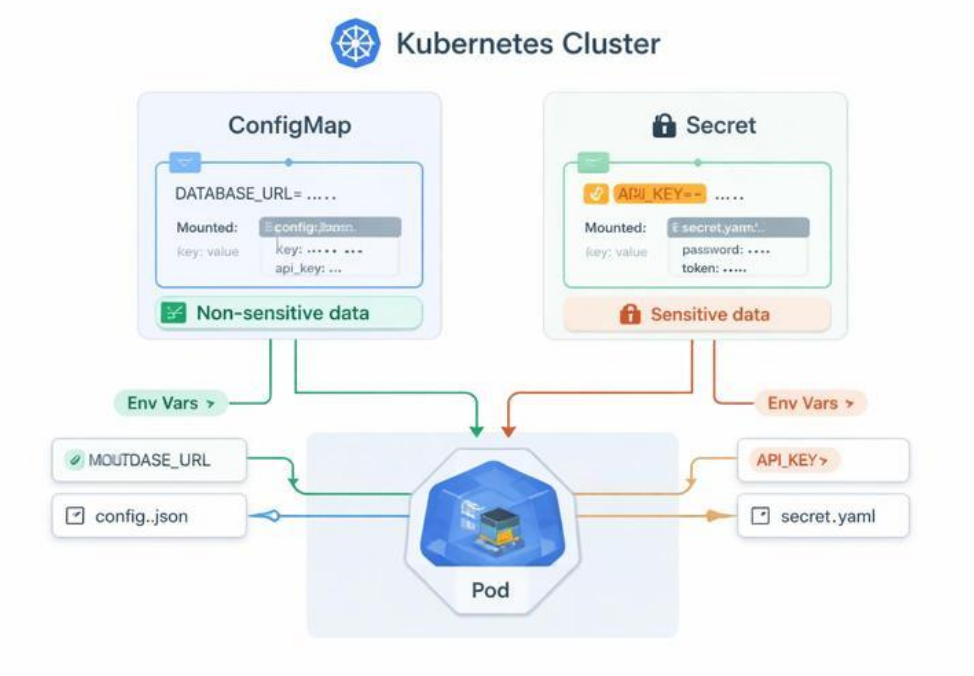 Kubernetes Cluster
ConfigMap
DATABASE_URL= .....
Mounted:
key: value
key: ..... ...
api_key: ...
Non-sensitive data
Secret
Mounted:
key: value
password: ....
token: .....
Sensitive data
Env Vars
Env Vars
MOUTDASE_URL
config..json
API_KEY
secret.yaml
Pod